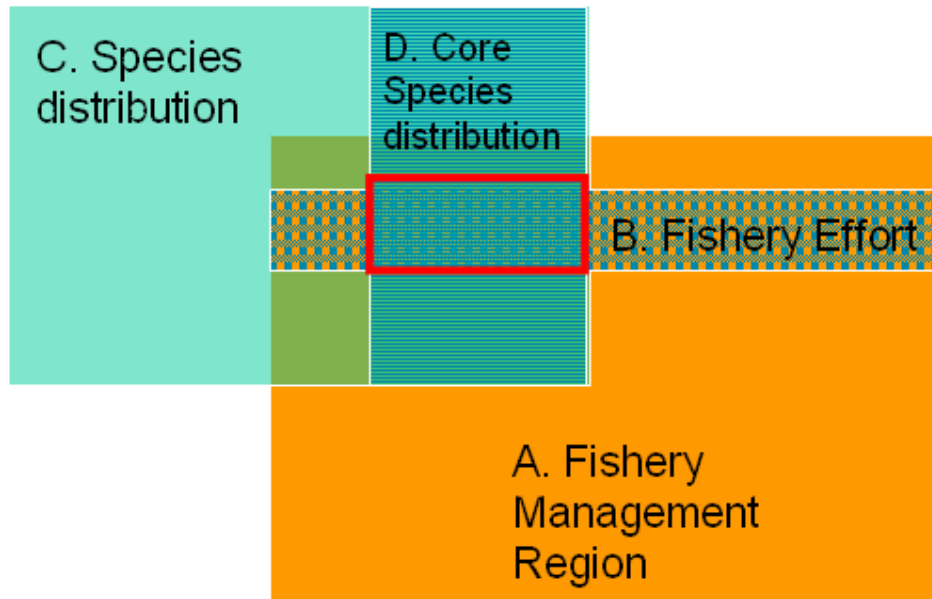 C. Species
distribution
D. Core
Species
distribution
B. Fishery Effort
A. Fishery
Management
Region